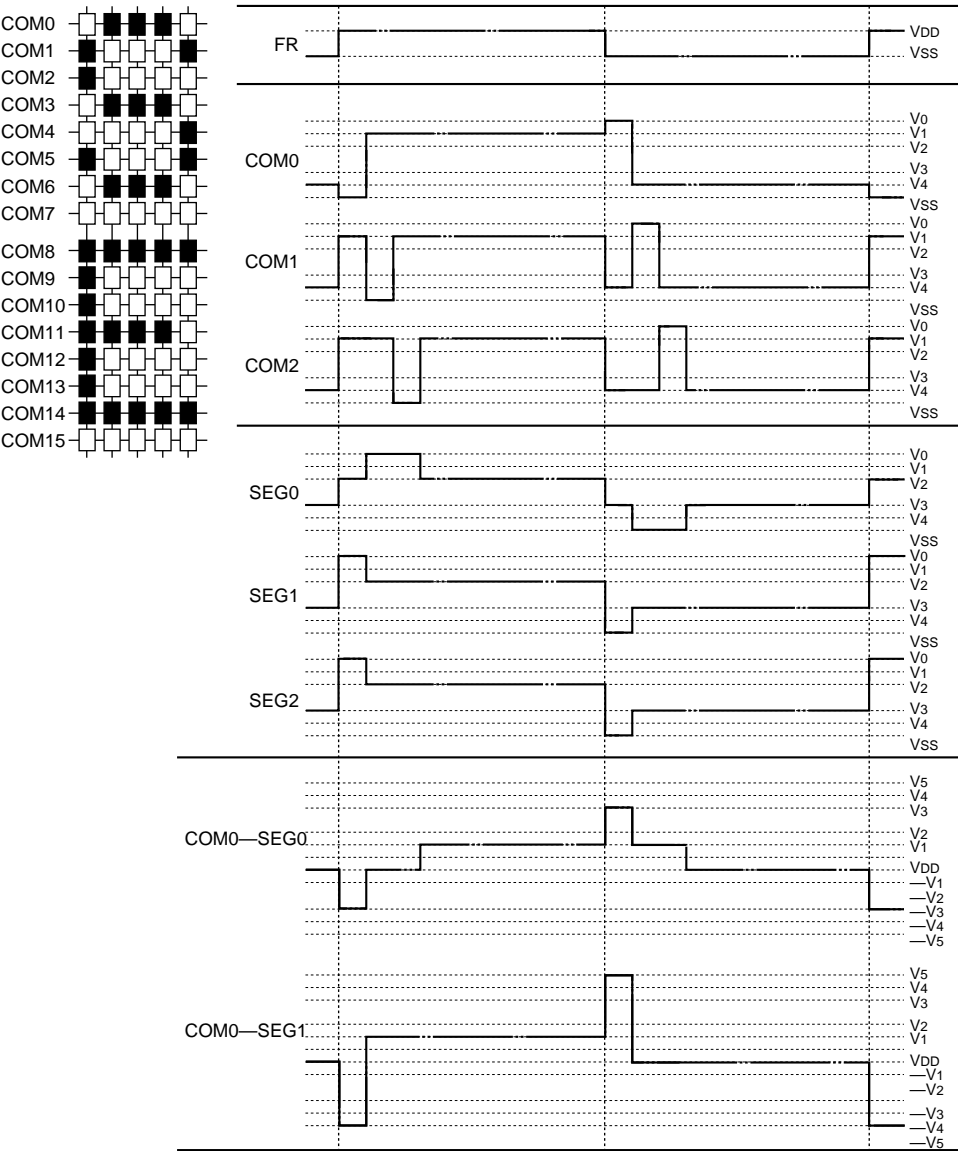 COM0
COM1
COM2
COM3
COM4
COM5
COM6
COM7
COM8
COM9
COM10
COM11
COM12
COM13
COM14
COM15
FR
VDD
VSS
COM0
V0
V1
V2
V3
V4
VSS
COM1
V0
V1
V2
V3
V4
VSS
COM2
V0
V1
V2
V3
V4
VSS
SEG0
V0
V1
V2
V3
V4
VSS
SEG1
V0
V1
V2
V3
V4
VSS
SEG2
V0
V1
V2
V3
V4
VSS
COM0—SEG0
V5
V4
V3
V2
V1
VDD
—V1
—V2
—V3
—V4
—V5
COM0—SEG1
V5
V4
V3
V2
V1
VDD
—V1
—V2
—V3
—V4
—V5